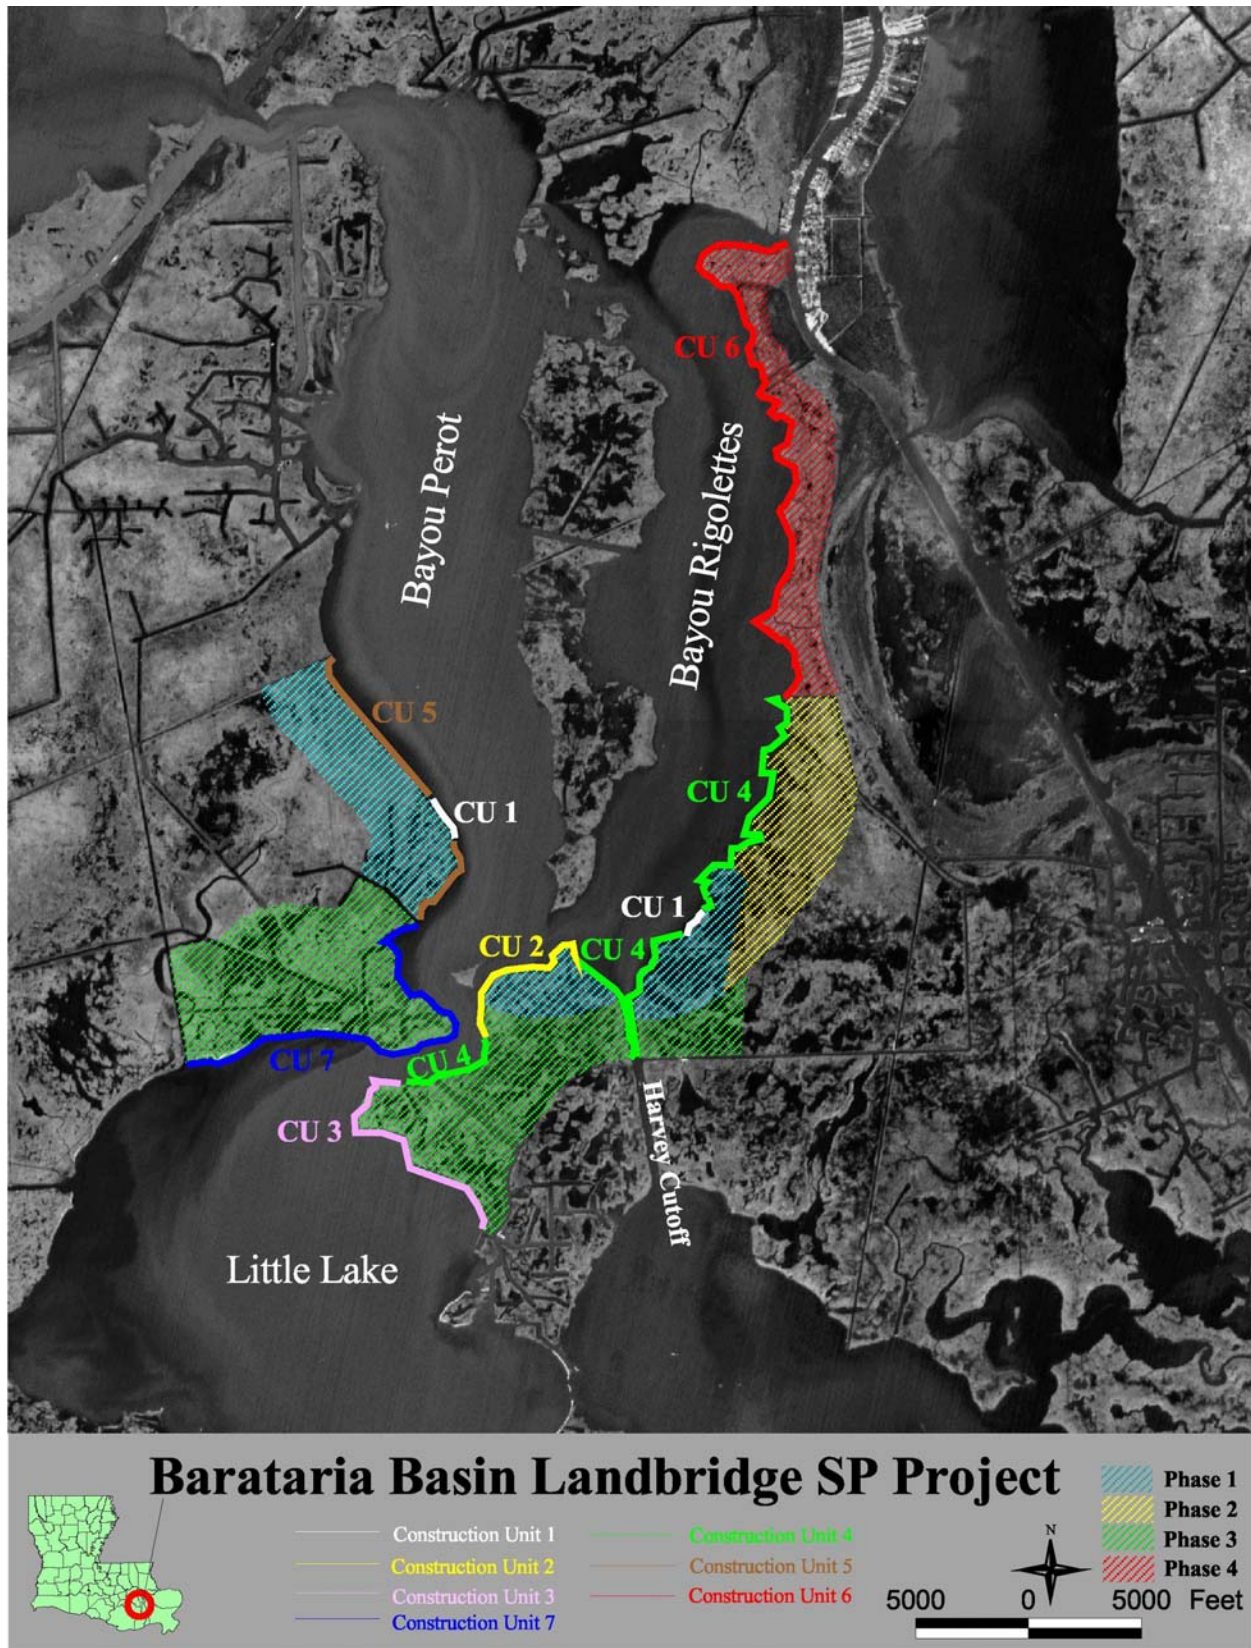 CU 6
Bayou Perot
Bayou Rigolettes
CU 5
CU 4
CU 1
CU 1
CU 2
CU 4
CU 7
CU 4
CU 3
Harvey Cutoff
Little Lake
Barataria Basin Landbridge SP Project
Construction Unit 1
Construction Unit 2
Construction Unit 3
Construction Unit 7
Construction Unit 4
Construction Unit 5
Construction Unit 6
N
5000 0 5000 Feet
Phase 1
Phase 2
Phase 3
Phase 4